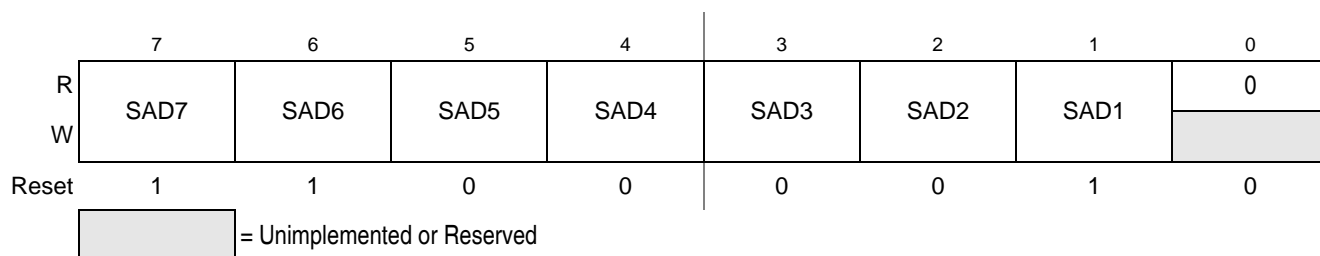 7 6 5 4 3 2 1 0
R 0
SAD7 SAD6 SAD5 SAD4 SAD3 SAD2 SAD1
W
Reset 1 1 0 0 0 0 1 0
= Unimplemented or Reserved